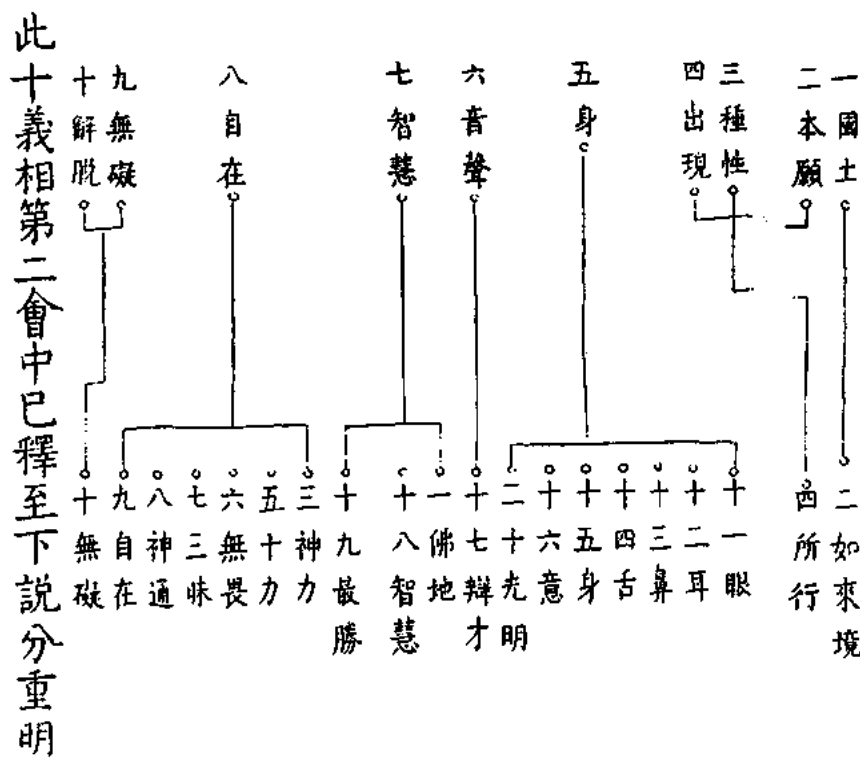 一國土
二本願
三種性
四出現
五身
六音聲
七智慧
八自在
九無礙
十解脫
二如來境
四所行
十一眼
十二耳
十三鼻
十四舌
十五身
十六意
二十光明
十七辯才
一佛地
十八智慧
十九最勝
三神力
五十力
六無畏
七三昧
八神通
九自在
十無礙
此十義相第二會中已釋至下說分重明